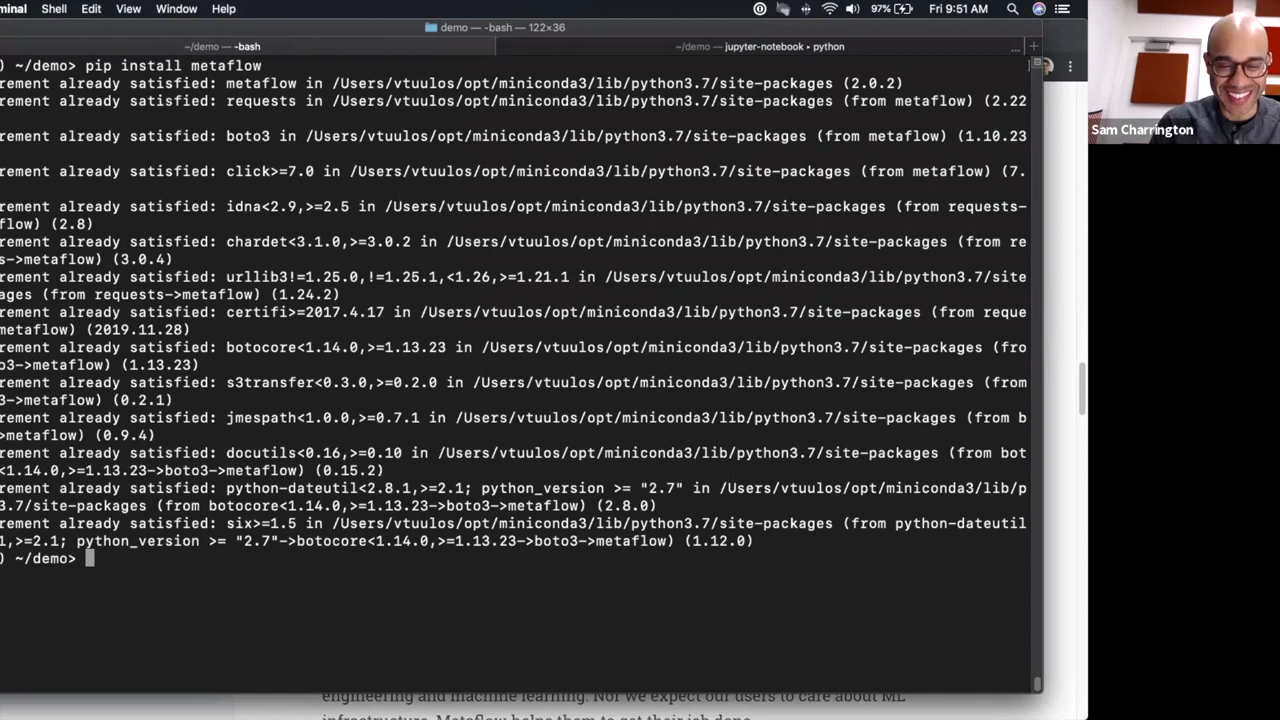 minal Shell Edit View Window Help 97% Fri 9:51 AM
demo — -bash — 122×36
~/demo — -bash
~/demo — jupyter-notebook ▸ python ... +
) ~/demo> pip install metaflow
rement already satisfied: metaflow in /Users/vtuulos/opt/miniconda3/lib/python3.7/site-packages (2.0.2)
rement already satisfied: requests in /Users/vtuulos/opt/miniconda3/lib/python3.7/site-packages (from metaflow) (2.22
rement already satisfied: boto3 in /Users/vtuulos/opt/miniconda3/lib/python3.7/site-packages (from metaflow) (1.10.23
rement already satisfied: click>=7.0 in /Users/vtuulos/opt/miniconda3/lib/python3.7/site-packages (from metaflow) (7.
rement already satisfied: idna<2.9,>=2.5 in /Users/vtuulos/opt/miniconda3/lib/python3.7/site-packages (from requests-
flow) (2.8)
rement already satisfied: chardet<3.1.0,>=3.0.2 in /Users/vtuulos/opt/miniconda3/lib/python3.7/site-packages (from re
s->metaflow) (3.0.4)
rement already satisfied: urllib3!=1.25.0,!=1.25.1,<1.26,>=1.21.1 in /Users/vtuulos/opt/miniconda3/lib/python3.7/site
ages (from requests->metaflow) (1.24.2)
rement already satisfied: certifi>=2017.4.17 in /Users/vtuulos/opt/miniconda3/lib/python3.7/site-packages (from reque
metaflow) (2019.11.28)
rement already satisfied: botocore<1.14.0,>=1.13.23 in /Users/vtuulos/opt/miniconda3/lib/python3.7/site-packages (fro
o3->metaflow) (1.13.23)
rement already satisfied: s3transfer<0.3.0,>=0.2.0 in /Users/vtuulos/opt/miniconda3/lib/python3.7/site-packages (from
3->metaflow) (0.2.1)
rement already satisfied: jmespath<1.0.0,>=0.7.1 in /Users/vtuulos/opt/miniconda3/lib/python3.7/site-packages (from b
->metaflow) (0.9.4)
rement already satisfied: docutils<0.16,>=0.10 in /Users/vtuulos/opt/miniconda3/lib/python3.7/site-packages (from bot
<1.14.0,>=1.13.23->boto3->metaflow) (0.15.2)
rement already satisfied: python-dateutil<2.8.1,>=2.1; python_version >= "2.7" in /Users/vtuulos/opt/miniconda3/lib/p
3.7/site-packages (from botocore<1.14.0,>=1.13.23->boto3->metaflow) (2.8.0)
rement already satisfied: six>=1.5 in /Users/vtuulos/opt/miniconda3/lib/python3.7/site-packages (from python-dateutil
1,>=2.1; python_version >= "2.7"->botocore<1.14.0,>=1.13.23->boto3->metaflow) (1.12.0)
) ~/demo>
engineering and machine learning. Nor we expect our users to care about ML
infrastructure. Metaflow helps them to get their job done
Sam Charrington